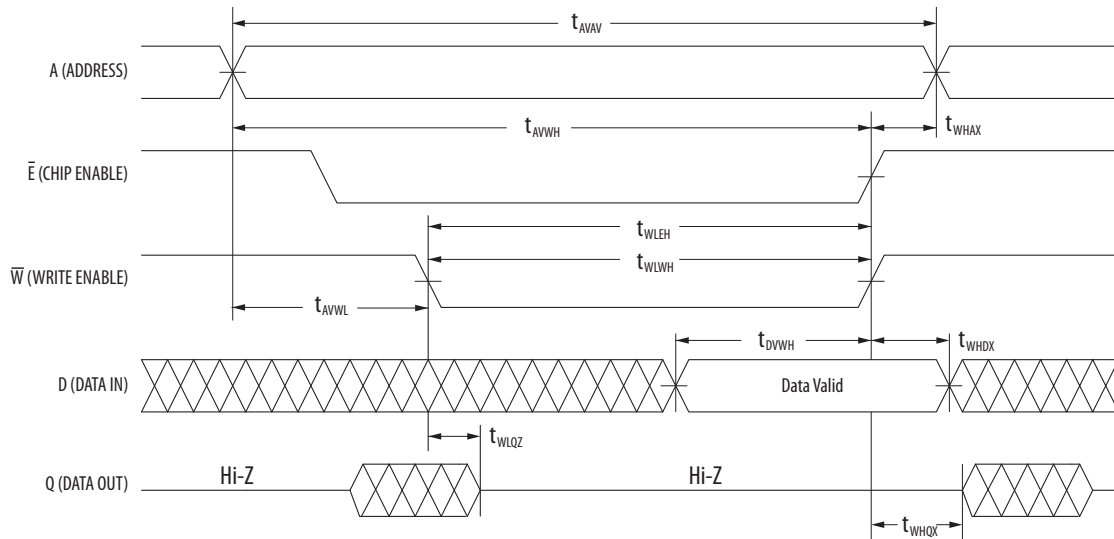 tAVAV
A (ADDRESS)
tAVWH
tWHAX
E̅ (CHIP ENABLE)
tWLEH
W̅ (WRITE ENABLE)
tWLWH
tAVWL
tDVWH
tWHDX
D (DATA IN)
Data Valid
tWLQZ
Q (DATA OUT)
Hi-Z
Hi-Z
tWHQX